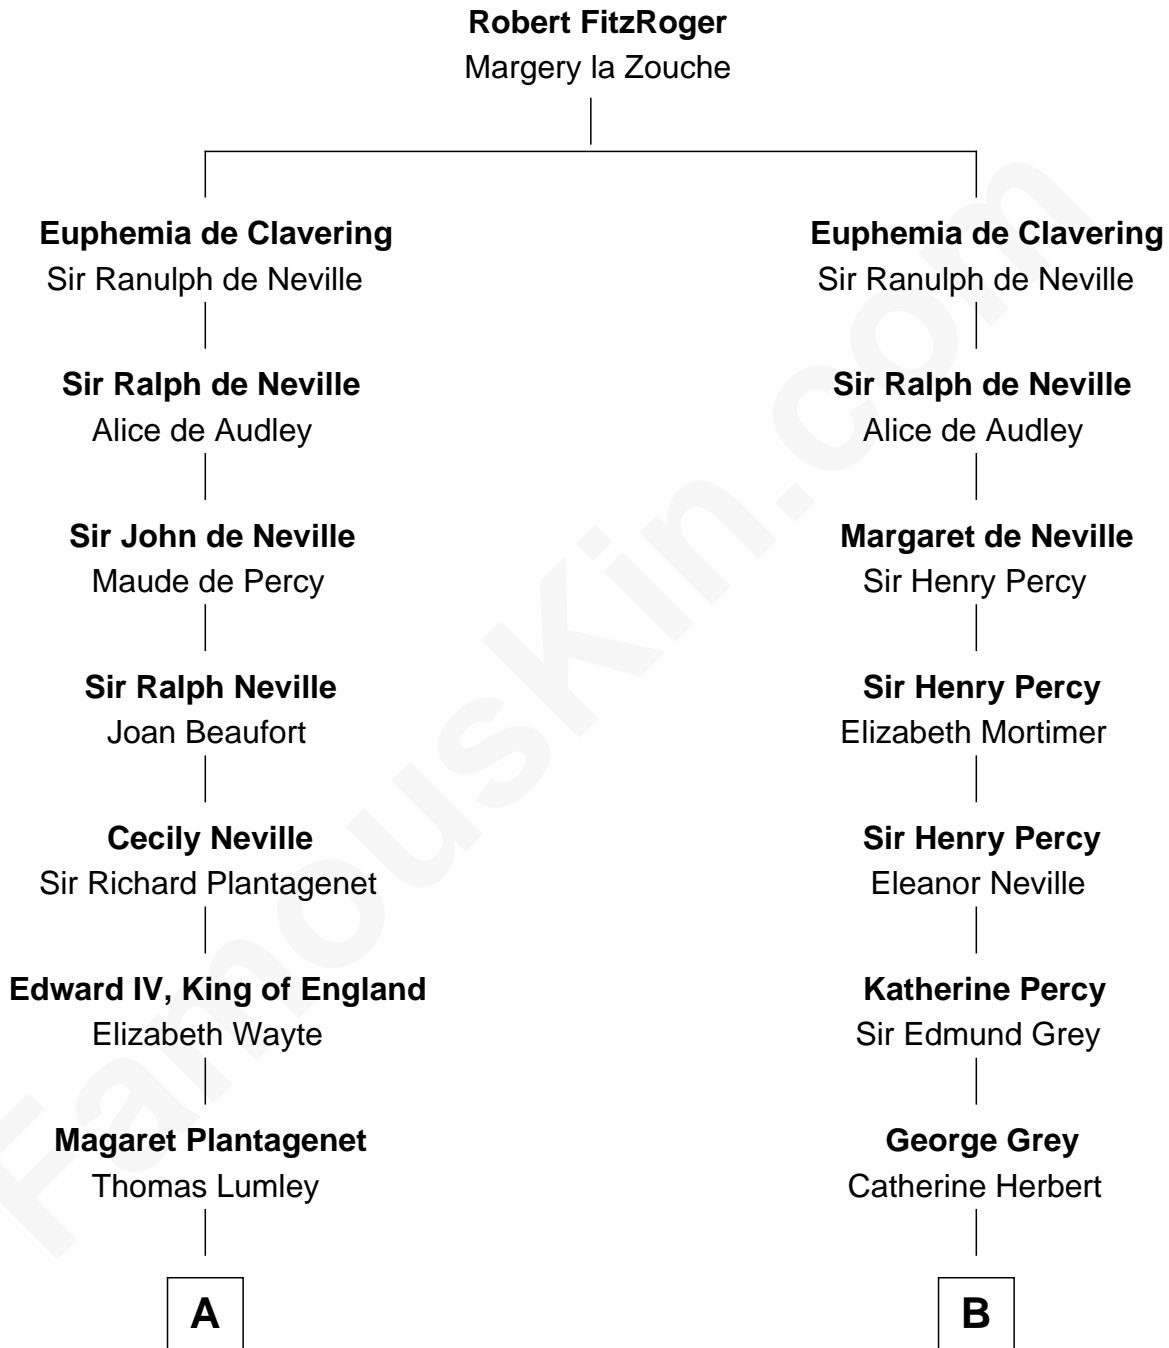 Robert FitzRoger
Margery la Zouche
Euphemia de Clavering
Sir Ranulph de Neville
Sir Ralph de Neville
Alice de Audley
Sir John de Neville
Maude de Percy
Sir Ralph Neville
Joan Beaufort
Cecily Neville
Sir Richard Plantagenet
Edward IV, King of England
Elizabeth Wayte
Magaret Plantagenet
Thomas Lumley
A
Euphemia de Clavering
Sir Ranulph de Neville
Sir Ralph de Neville
Alice de Audley
Margaret de Neville
Sir Henry Percy
Sir Henry Percy
Elizabeth Mortimer
Sir Henry Percy
Eleanor Neville
Katherine Percy
Sir Edmund Grey
George Grey
Catherine Herbert
B
FamousKin.com